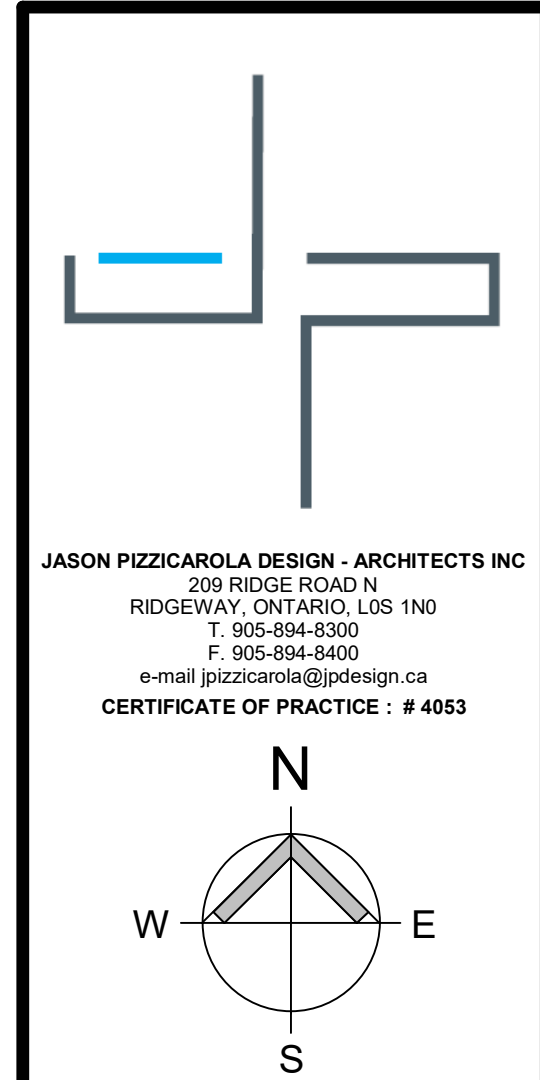 JASON PIZZICAROLA DESIGN - ARCHITECTS INC
209 RIDGE ROAD N
RIDGEWAY, ONTARIO, L0S 1N0
T. 905-894-8300
F. 905-894-8400
e-mail jpizzicarola@jpdesign.ca
CERTIFICATE OF PRACTICE : # 4053
N
W E
S